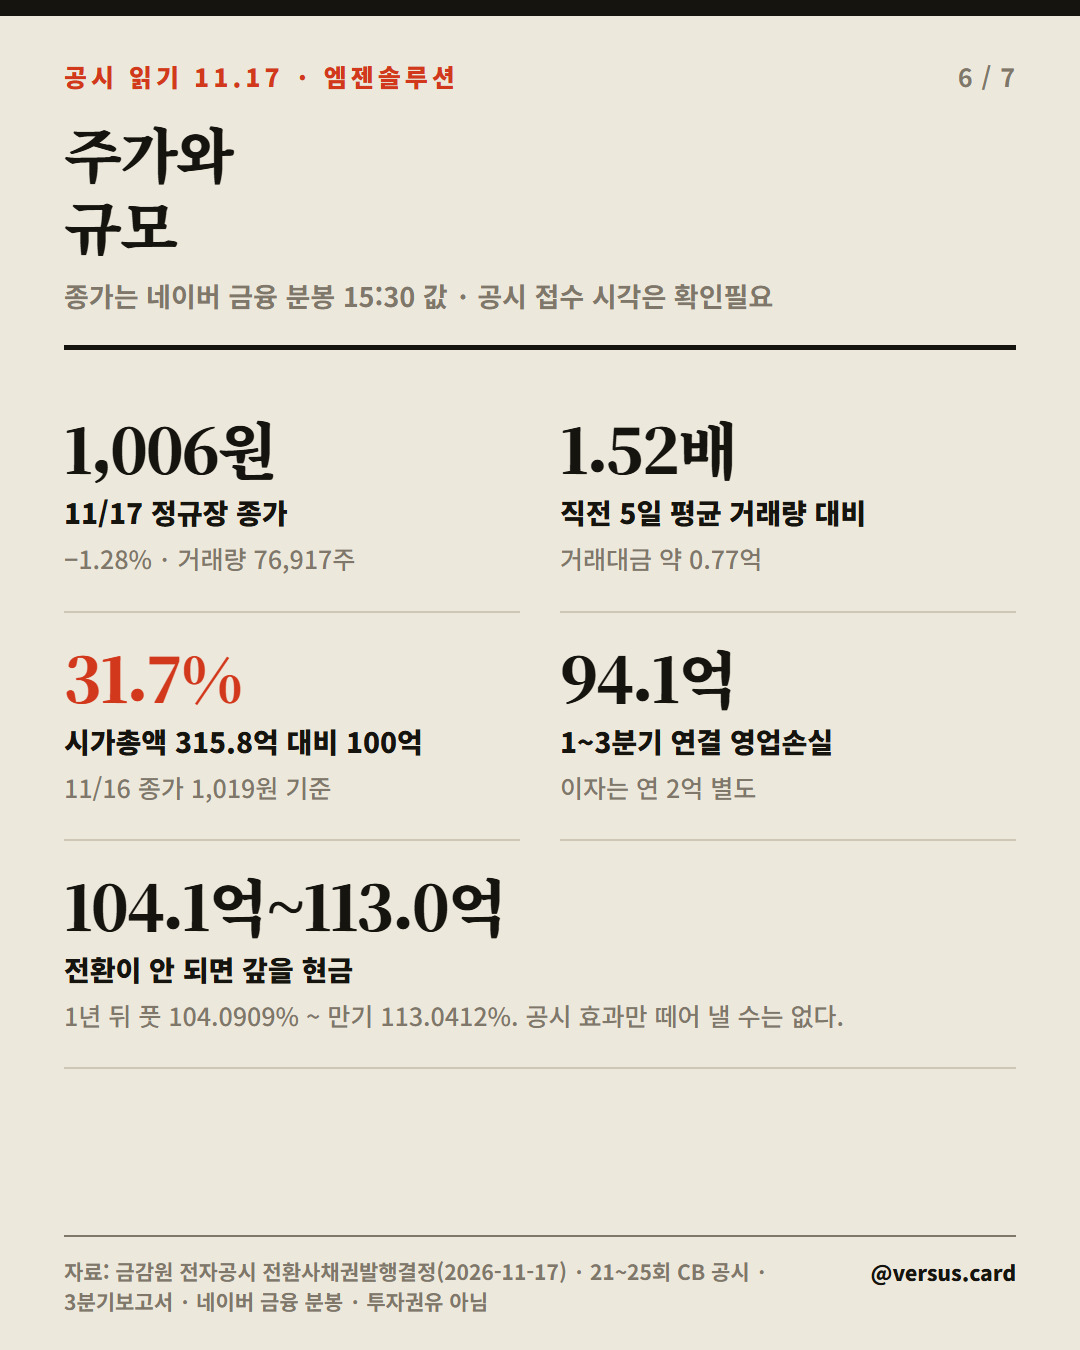 공시 읽기 11.17 · 엠젠솔루션
6 / 7
주가와
규모
종가는 네이버 금융 분봉 15:30 값 · 공시 접수 시각은 확인필요
1,006원
11/17 정규장 종가
−1.28% · 거래량 76,917주
1.52배
직전 5일 평균 거래량 대비
거래대금 약 0.77억
31.7%
시가총액 315.8억 대비 100억
11/16 종가 1,019원 기준
94.1억
1~3분기 연결 영업손실
이자는 연 2억 별도
104.1억~113.0억
전환이 안 되면 갚을 현금
1년 뒤 풋 104.0909% ~ 만기 113.0412%. 공시 효과만 떼어 낼 수는 없다.
자료: 금감원 전자공시 전환사채권발행결정(2026-11-17) · 21~25회 CB 공시 ·
3분기보고서 · 네이버 금융 분봉 · 투자권유 아님
@versus.card